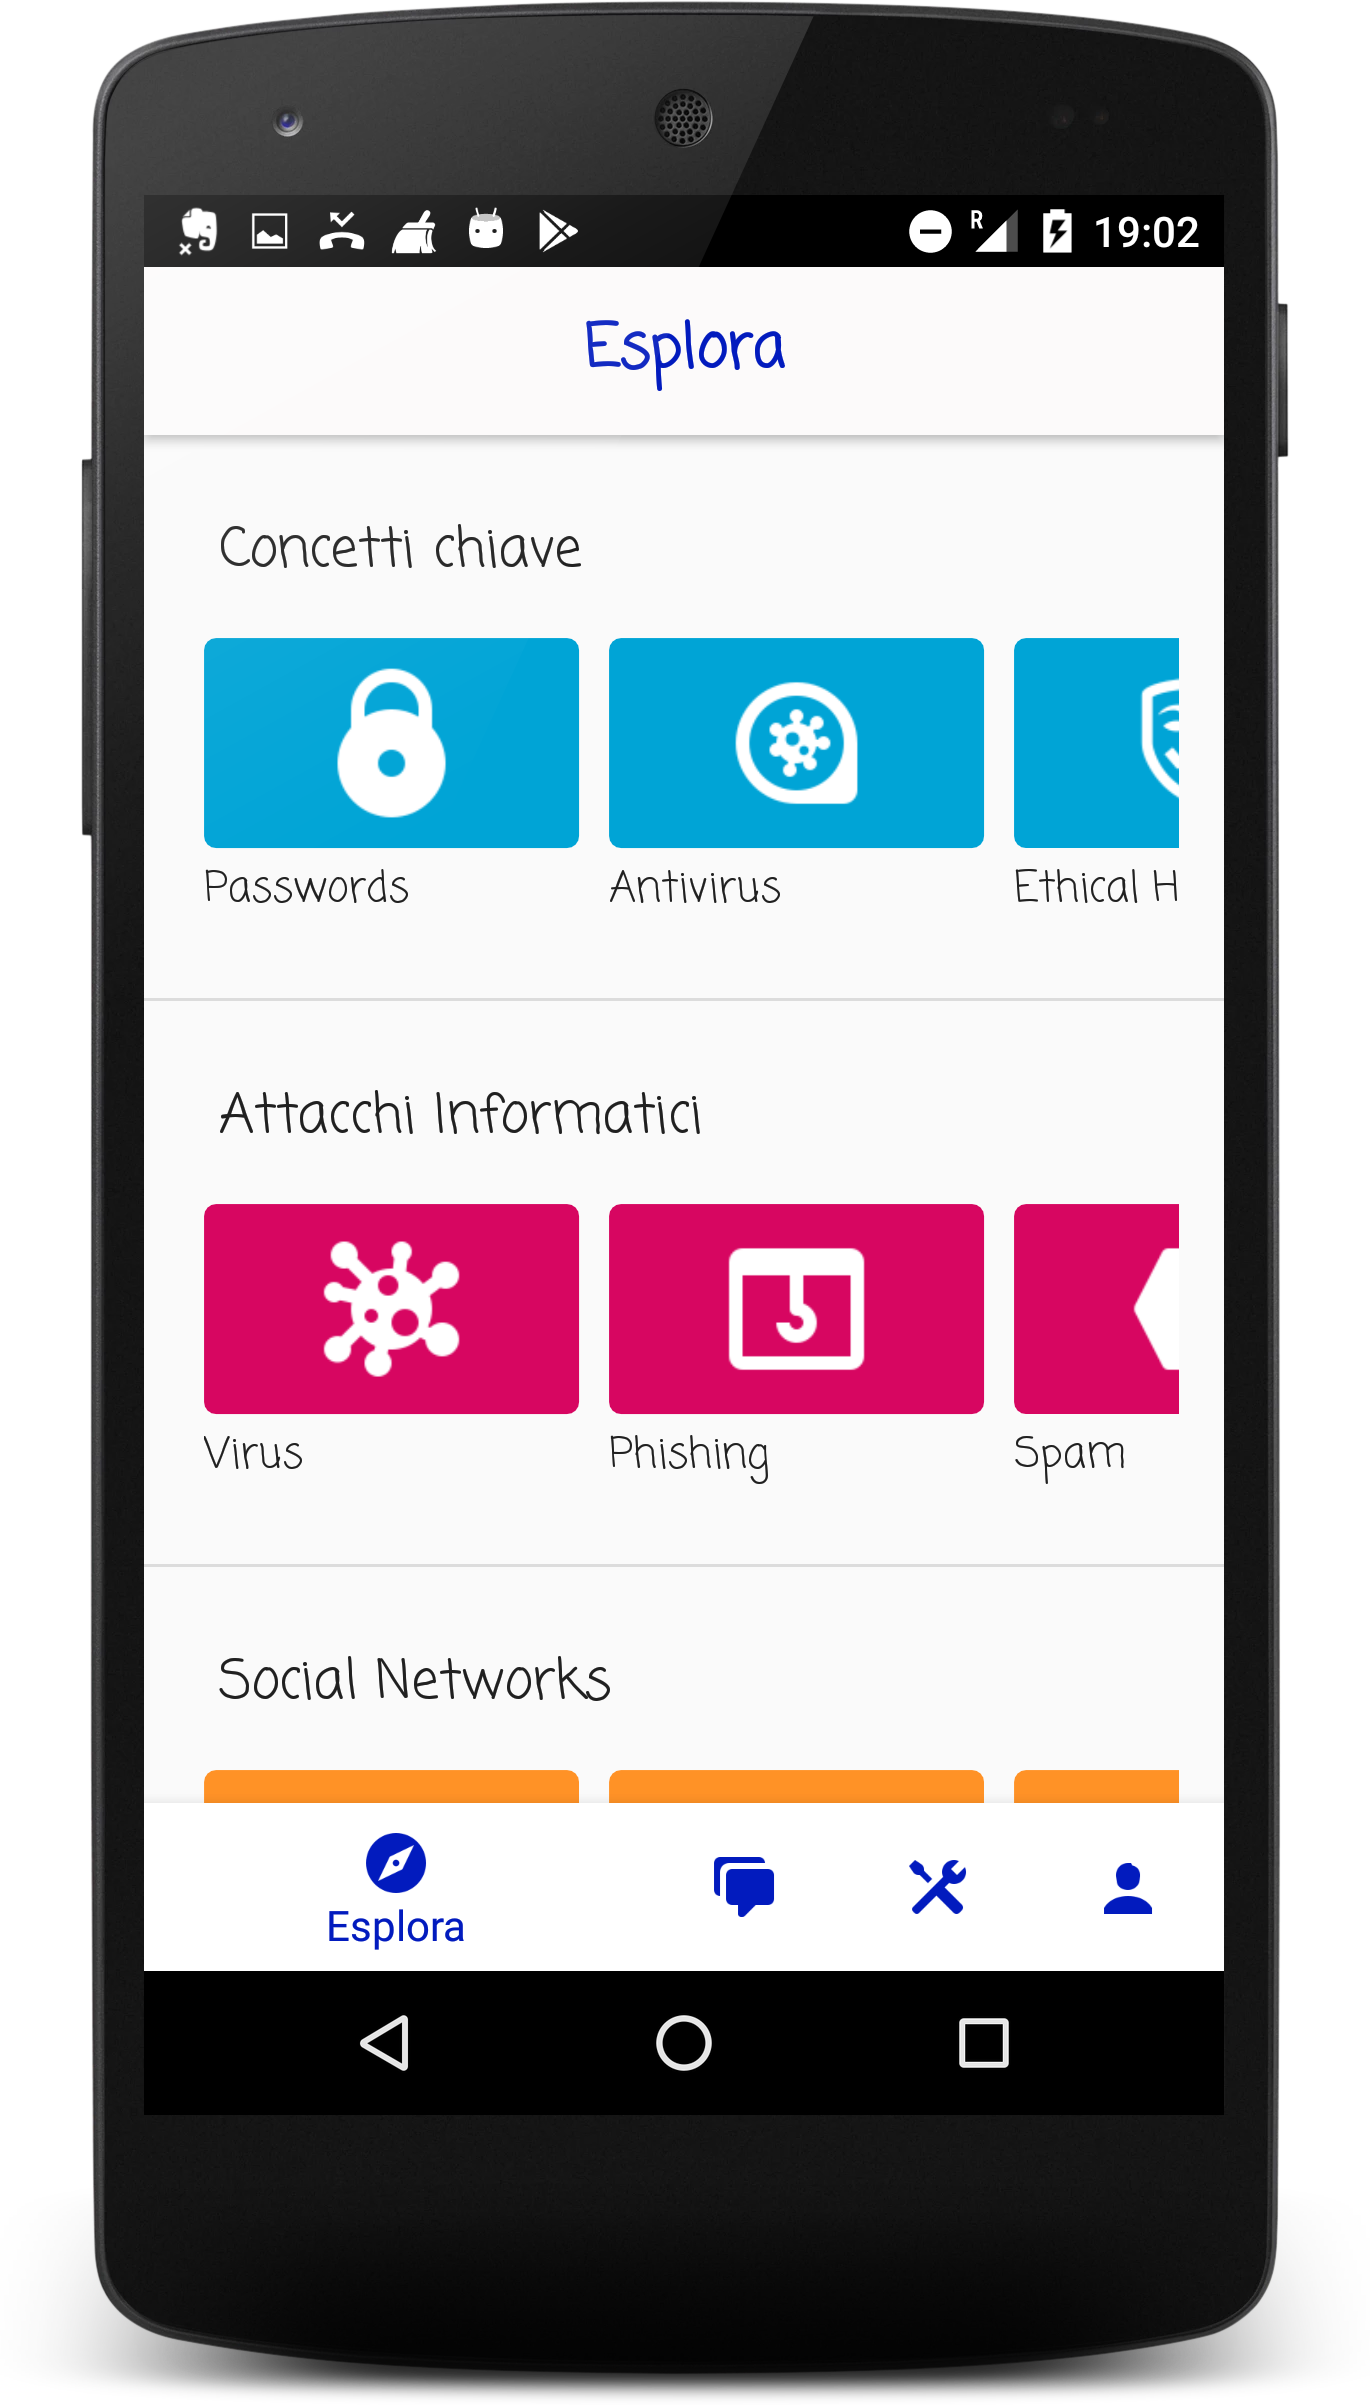 R 19:02
Esplora
Concetti chiave
Passwords Antivirus Ethical H
Attacchi Informatici
Virus Phishing Spam
Social Networks
Esplora